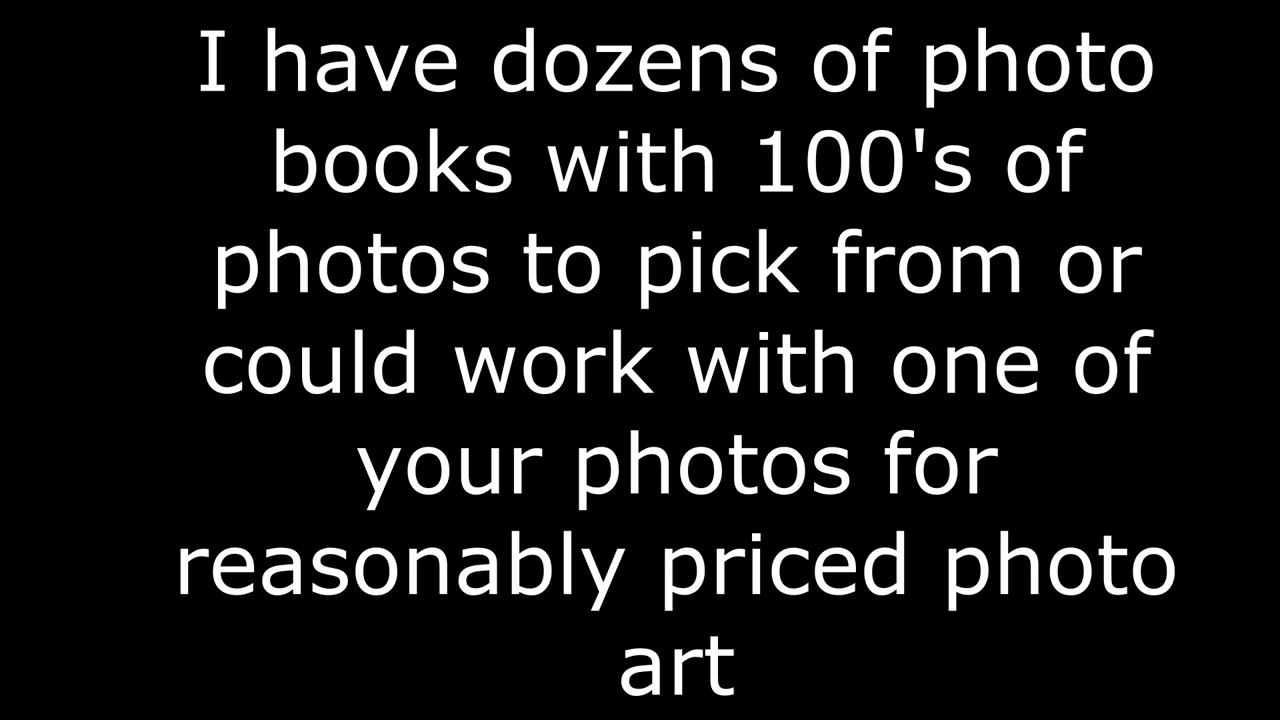 I have dozens of photo
books with 100's of
photos to pick from or
could work with one of
your photos for
reasonably priced photo
art